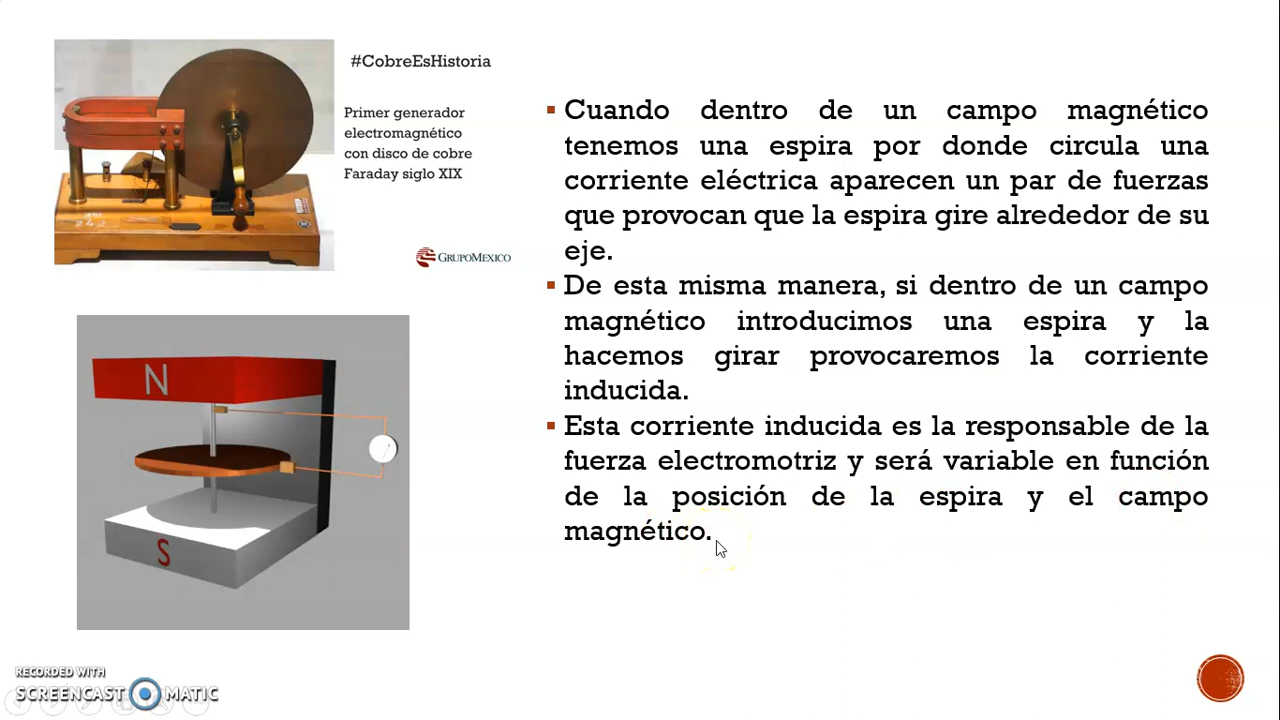 #CobreEsHistoria
Primer generador
electromagnético
con disco de cobre
Faraday siglo XIX
GRUPOMEXICO
N
S
Cuando dentro de un campo magnético
tenemos una espira por donde circula una
corriente eléctrica aparecen un par de fuerzas
que provocan que la espira gire alrededor de su
eje.
De esta misma manera, si dentro de un campo
magnético introducimos una espira y la
hacemos girar provocaremos la corriente
inducida.
Esta corriente inducida es la responsable de la
fuerza electromotriz y será variable en función
de la posición de la espira y el campo
magnético.
RECORDED WITH
SCREENCAST MATIC